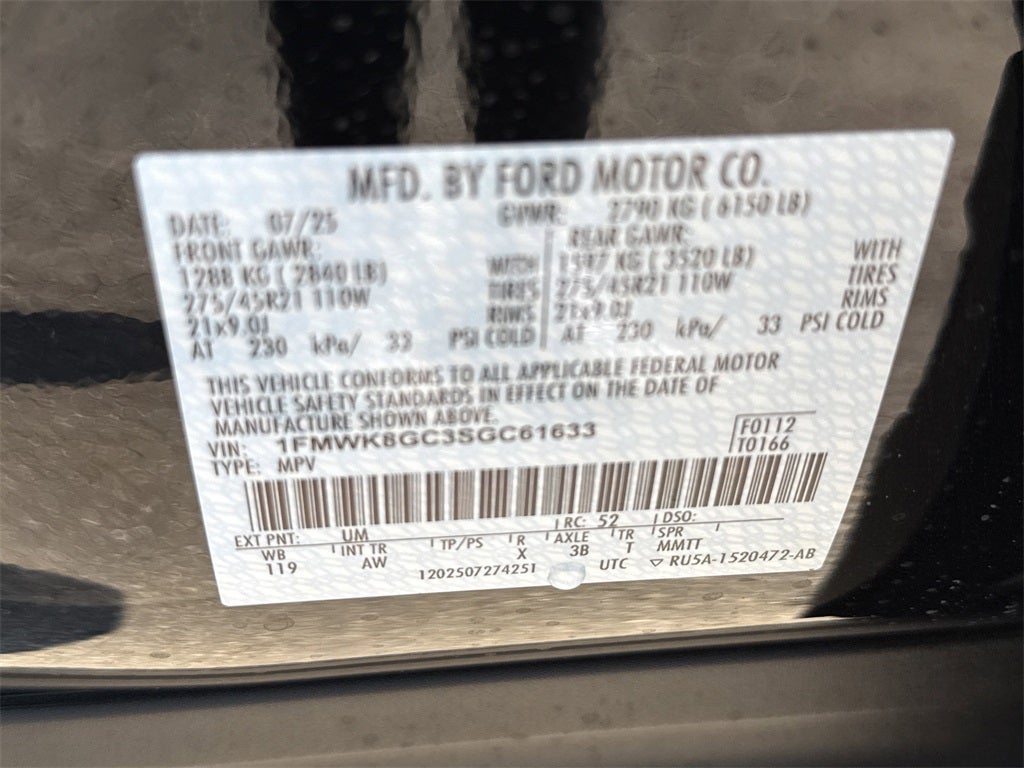 MFD. BY FORD MOTOR CO.
DATE: 07/25 GVWR: 2790 KG ( 6150 LB)
FRONT GAWR: REAR GAWR:
1288 KG ( 2840 LB) WITH 1597 KG ( 3520 LB) WITH
275/45R21 110W TIRES 275/45R21 110W TIRES
21x9.0J RIMS 21x9.0J RIMS
AT 230 kPa/ 33 PSI COLD AT 230 kPa/ 33 PSI COLD
THIS VEHICLE CONFORMS TO ALL APPLICABLE FEDERAL MOTOR
VEHICLE SAFETY STANDARDS IN EFFECT ON THE DATE OF
MANUFACTURE SHOWN ABOVE.
VIN: 1FMWK8GC3SGC61633 F0112
TYPE: MPV T0166
EXT PNT: UM RC: 52 DSO:
WB INT TR TP/PS R AXLE TR SPR
119 AW X 3B T MMTT
1202507274251 UTC ▽ RU5A-1520472-AB